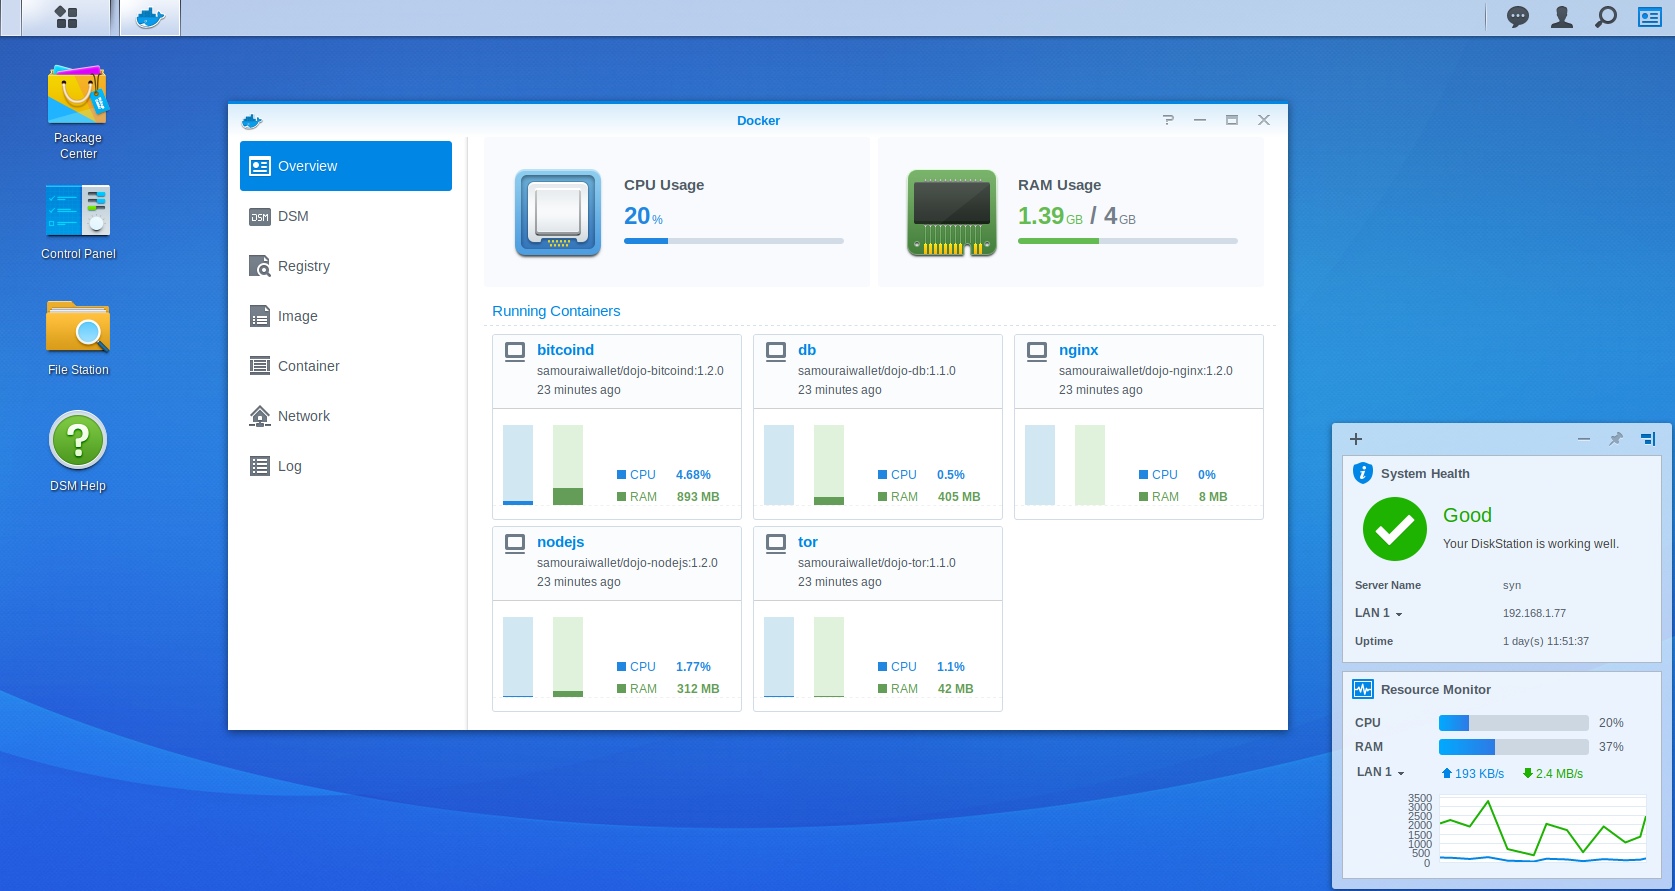 Package
Center
Control Panel
File Station
DSM Help
Docker
Overview
DSM
DSM
Registry
Image
Container
Network
Log
CPU Usage
20 %
RAM Usage
1.39 GB / 4 GB
Running Containers
bitcoind
samouraiwallet/dojo-bitcoind:1.2.0
23 minutes ago
CPU 4.68%
RAM 893 MB
db
samouraiwallet/dojo-db:1.1.0
23 minutes ago
CPU 0.5%
RAM 405 MB
nginx
samouraiwallet/dojo-nginx:1.2.0
23 minutes ago
CPU 0%
RAM 8 MB
nodejs
samouraiwallet/dojo-nodejs:1.2.0
23 minutes ago
CPU 1.77%
RAM 312 MB
tor
samouraiwallet/dojo-tor:1.1.0
23 minutes ago
CPU 1.1%
RAM 42 MB
System Health
Good
Your DiskStation is working well.
Server Name syn
LAN 1 192.168.1.77
Uptime 1 day(s) 11:51:37
Resource Monitor
CPU 20%
RAM 37%
LAN 1 193 KB/s 2.4 MB/s
3500
3000
2500
2000
1500
1000
500
0